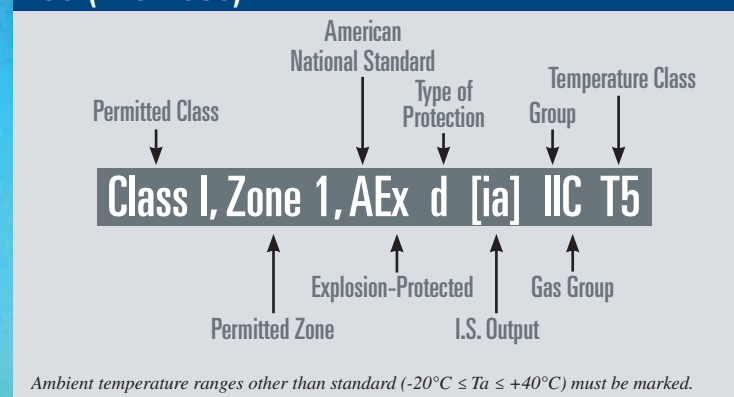 American
National Standard
Temperature Class
Type of
Protection
Permitted Class
Group
Class I, Zone 1, AEx d [ia] IIC T5
Explosion-Protected
Gas Group
Permitted Zone
I.S. Output
Ambient temperature ranges other than standard (-20°C ≤ Ta ≤ +40°C) must be marked.